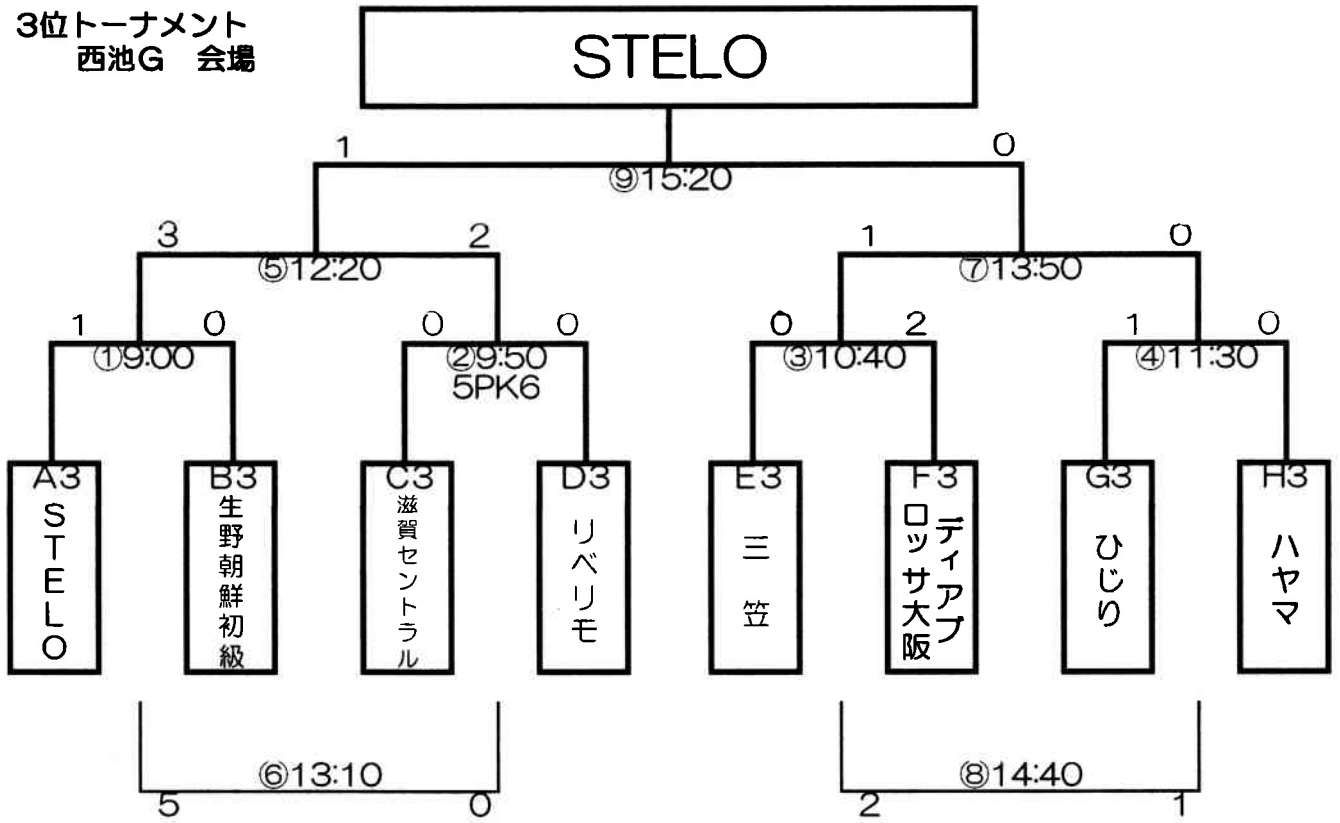 3位トーナメント
西池G 会場
STELO
1
0
⑨15:20
3
2
1
0
⑤12:20
⑦13:50
1
0
0
0
0
2
1
0
①9:00
②9:50
③10:40
④11:30
5PK6
A3
B3
C3
D3
E3
F3
G3
H3
STELO
生野朝鮮初級
滋賀セントラル
リベリモ
三笠
ディアブ
ロッサ大阪
ひじり
ハヤマ
⑥13:10
⑧14:40
5
0
2
1